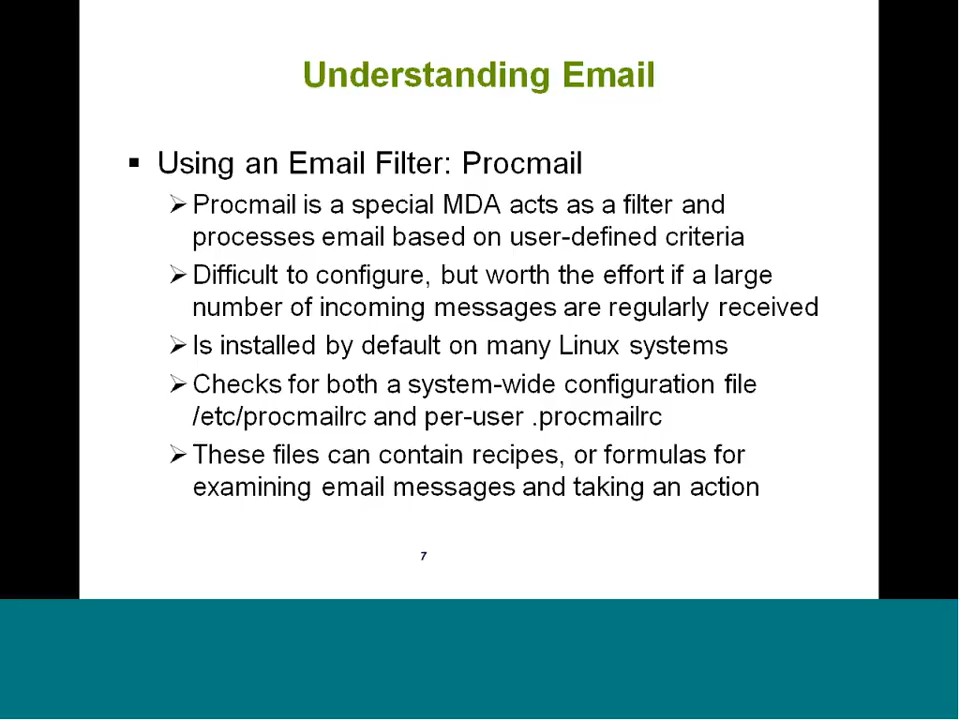 Understanding Email
▪ Using an Email Filter: Procmail
➢ Procmail is a special MDA acts as a filter and
processes email based on user-defined criteria
➢ Difficult to configure, but worth the effort if a large
number of incoming messages are regularly received
➢ Is installed by default on many Linux systems
➢ Checks for both a system-wide configuration file
/etc/procmailrc and per-user .procmailrc
➢ These files can contain recipes, or formulas for
examining email messages and taking an action
7